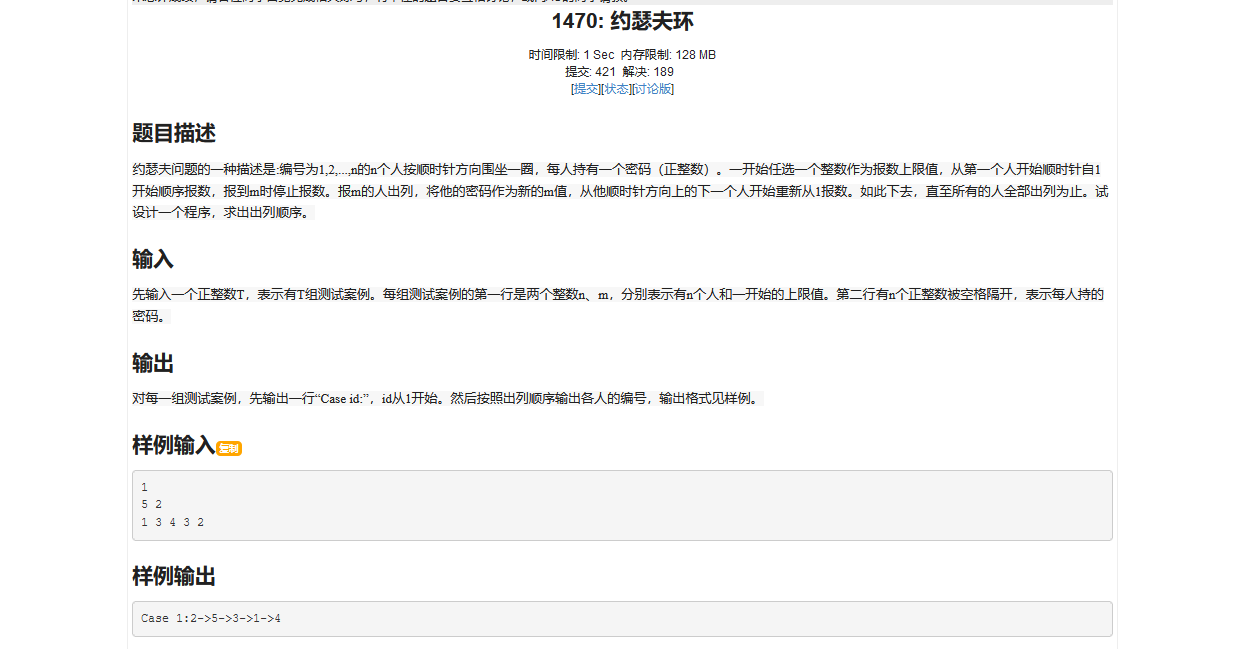 1470: 约瑟夫环
时间限制: 1 Sec 内存限制: 128 MB
提交: 421 解决: 189
[提交][状态][讨论版]
题目描述
约瑟夫问题的一种描述是:编号为1,2,...,n的n个人按顺时针方向围坐一圈，每人持有一个密码（正整数）。一开始任选一个整数作为报数上限值，从第一个人开始顺时针自1
开始顺序报数，报到m时停止报数。报m的人出列，将他的密码作为新的m值，从他顺时针方向上的下一个人开始重新从1报数。如此下去，直至所有的人全部出列为止。试
设计一个程序，求出出列顺序。
输入
先输入一个正整数T，表示有T组测试案例。每组测试案例的第一行是两个整数n、m，分别表示有n个人和一开始的上限值。第二行有n个正整数被空格隔开，表示每人持的
密码。
输出
对每一组测试案例，先输出一行“Case id:”，id从1开始。然后按照出列顺序输出各人的编号，输出格式见样例。
样例输入复制
1
5 2
1 3 4 3 2
样例输出
Case 1:2->5->3->1->4